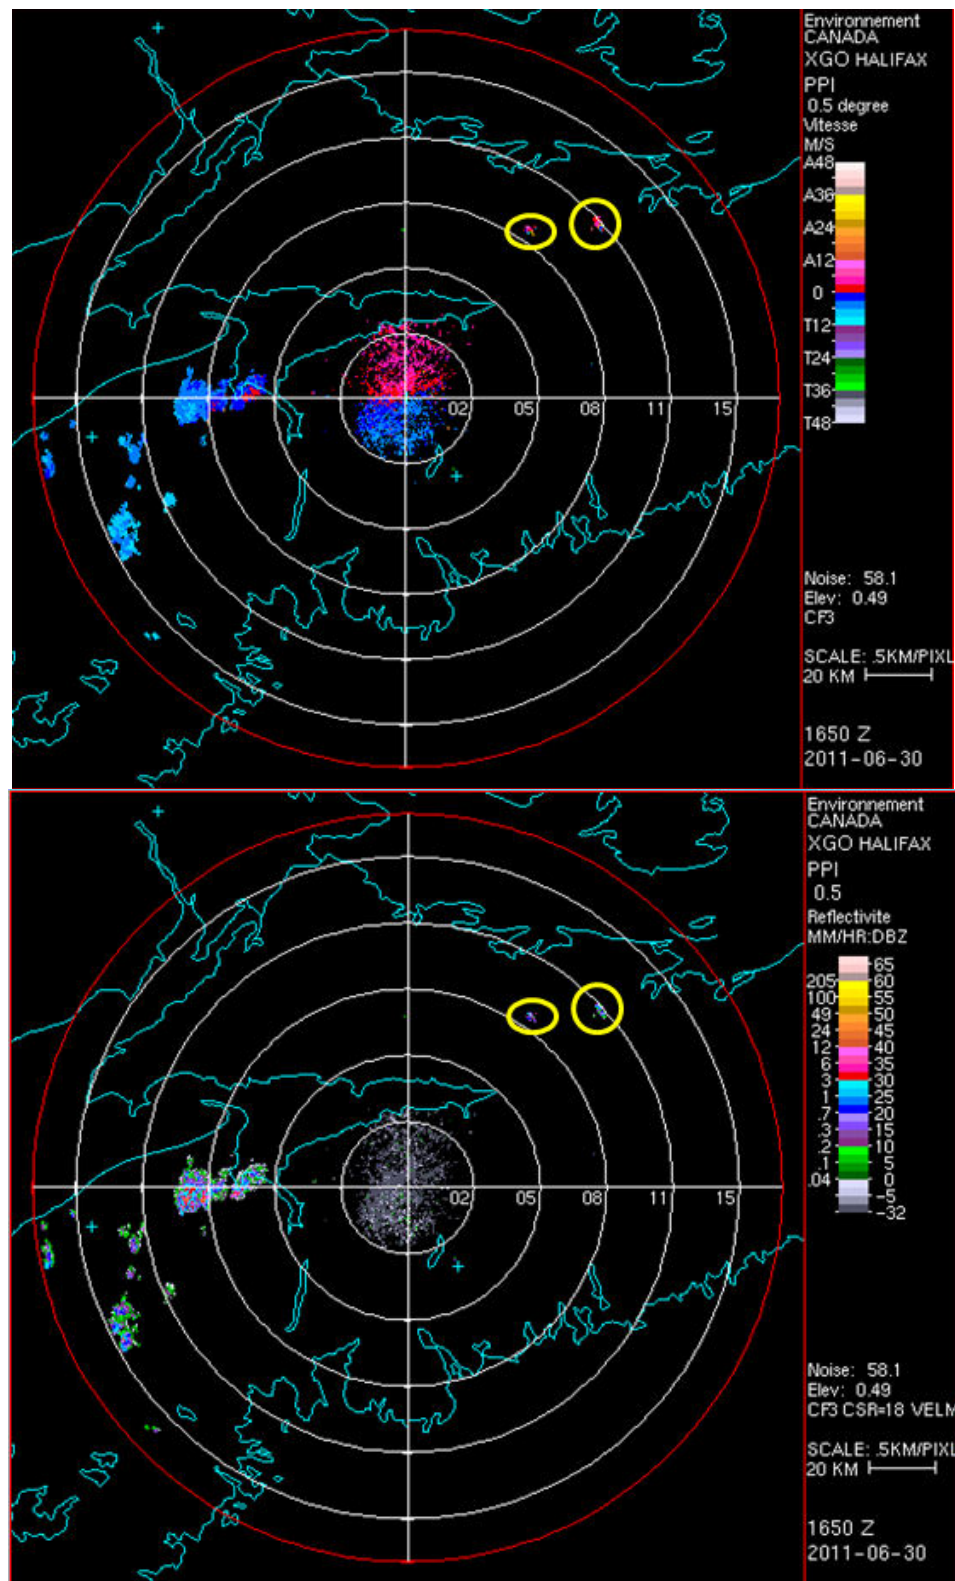 Environnement
CANADA
XGO HALIFAX
PPI
0.5 degree
Vitesse
M/S
A48
A36
A24
A12
0
T12
T24
T36
T48
02 05 08 11 15
Noise: 58.1
Elev: 0.49
CF3
SCALE: .5KM/PIXL
20 KM
1650 Z
2011-06-30
Environnement
CANADA
XGO HALIFAX
PPI
0.5
Reflectivite
MM/HR:DBZ
65
205 60
100 55
49 50
24 45
12 40
6 35
3 30
1 25
.7 20
.3 15
.2 10
.1 5
.04 0
-5
-32
02 05 08 11 15
Noise: 58.1
Elev: 0.49
CF3 CSR=18 VELM
SCALE: .5KM/PIXL
20 KM
1650 Z
2011-06-30